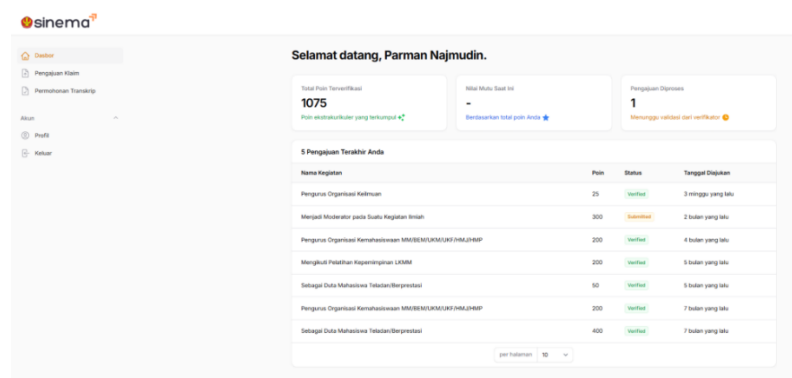 sinema
Dasbor
Pengajuan Klaim
Permohonan Transkrip
Akun
Profil
Keluar
Selamat datang, Parman Najmudin.
Total Poin Terverifikasi
1075
Poin ekstrakurikuler yang terkumpul
Nilai Mutu Saat Ini
-
Berdasarkan total poin Anda
Pengajuan Diproses
1
Menunggu validasi dari verifikator
5 Pengajuan Terakhir Anda
Nama Kegiatan Poin Status Tanggal Diajukan
Pengurus Organisasi Keilmuan 25 Verified 3 minggu yang lalu
Menjadi Moderator pada Suatu Kegiatan Ilmiah 300 Submitted 2 bulan yang lalu
Pengurus Organisasi Kemahasiswaan MM/BEM/UKM/UKF/HMJ/HMP 200 Verified 4 bulan yang lalu
Mengikuti Pelatihan Kepemimpinan LKMM 200 Verified 5 bulan yang lalu
Sebagai Duta Mahasiswa Teladan/Berprestasi 50 Verified 5 bulan yang lalu
Pengurus Organisasi Kemahasiswaan MM/BEM/UKM/UKF/HMJ/HMP 200 Verified 7 bulan yang lalu
Sebagai Duta Mahasiswa Teladan/Berprestasi 400 Verified 7 bulan yang lalu
per halaman 10